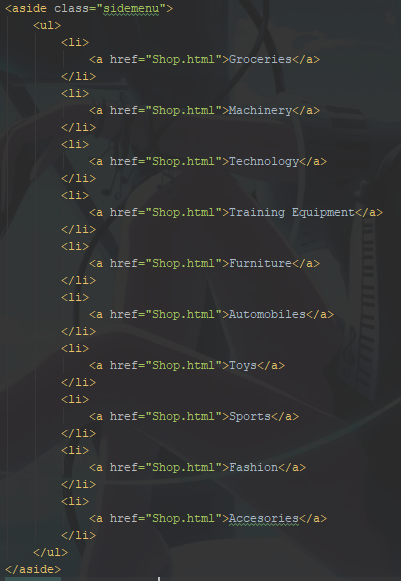 <aside class="sidemenu">
    <ul>
        <li>
            <a href="Shop.html">Groceries</a>
        </li>
        <li>
            <a href="Shop.html">Machinery</a>
        </li>
        <li>
            <a href="Shop.html">Technology</a>
        </li>
        <li>
            <a href="Shop.html">Training Equipment</a>
        </li>
        <li>
            <a href="Shop.html">Furniture</a>
        </li>
        <li>
            <a href="Shop.html">Automobiles</a>
        </li>
        <li>
            <a href="Shop.html">Toys</a>
        </li>
        <li>
            <a href="Shop.html">Sports</a>
        </li>
        <li>
            <a href="Shop.html">Fashion</a>
        </li>
        <li>
            <a href="Shop.html">Accesories</a>
        </li>
    </ul>
</aside>